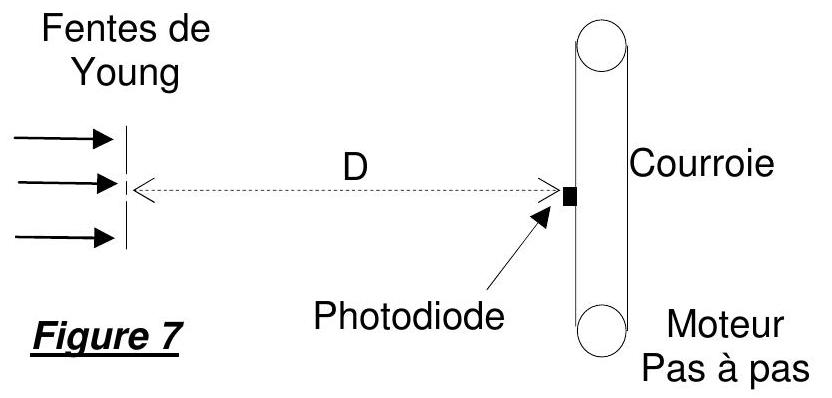 Fentes de
Young
D
Courroie
Photodiode
Figure 7
Moteur
Pas à pas